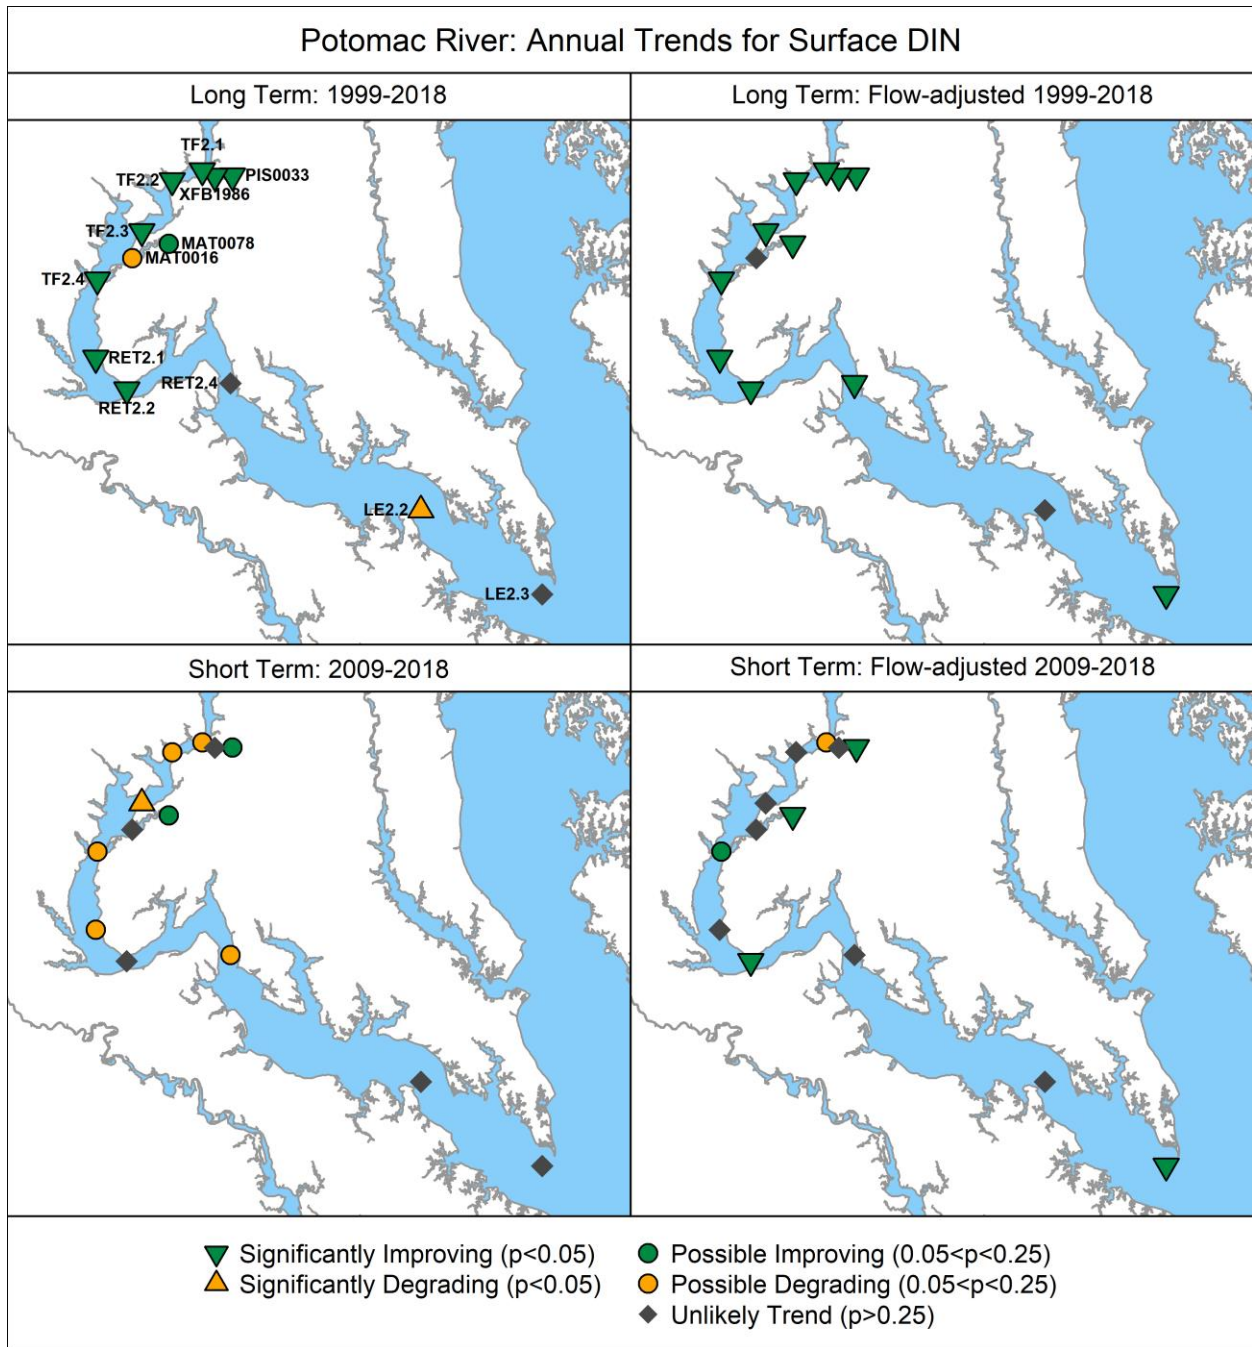 Potomac River: Annual Trends for Surface DIN
Long Term: 1999-2018
Long Term: Flow-adjusted 1999-2018
TF2.1
TF2.2
PIS0033
XFB1986
TF2.3
MAT0078
MAT0016
TF2.4
RET2.1
RET2.4
RET2.2
LE2.2
LE2.3
Short Term: 2009-2018
Short Term: Flow-adjusted 2009-2018
Significantly Improving (p<0.05)
Possible Improving (0.05<p<0.25)
Significantly Degrading (p<0.05)
Possible Degrading (0.05<p<0.25)
Unlikely Trend (p>0.25)